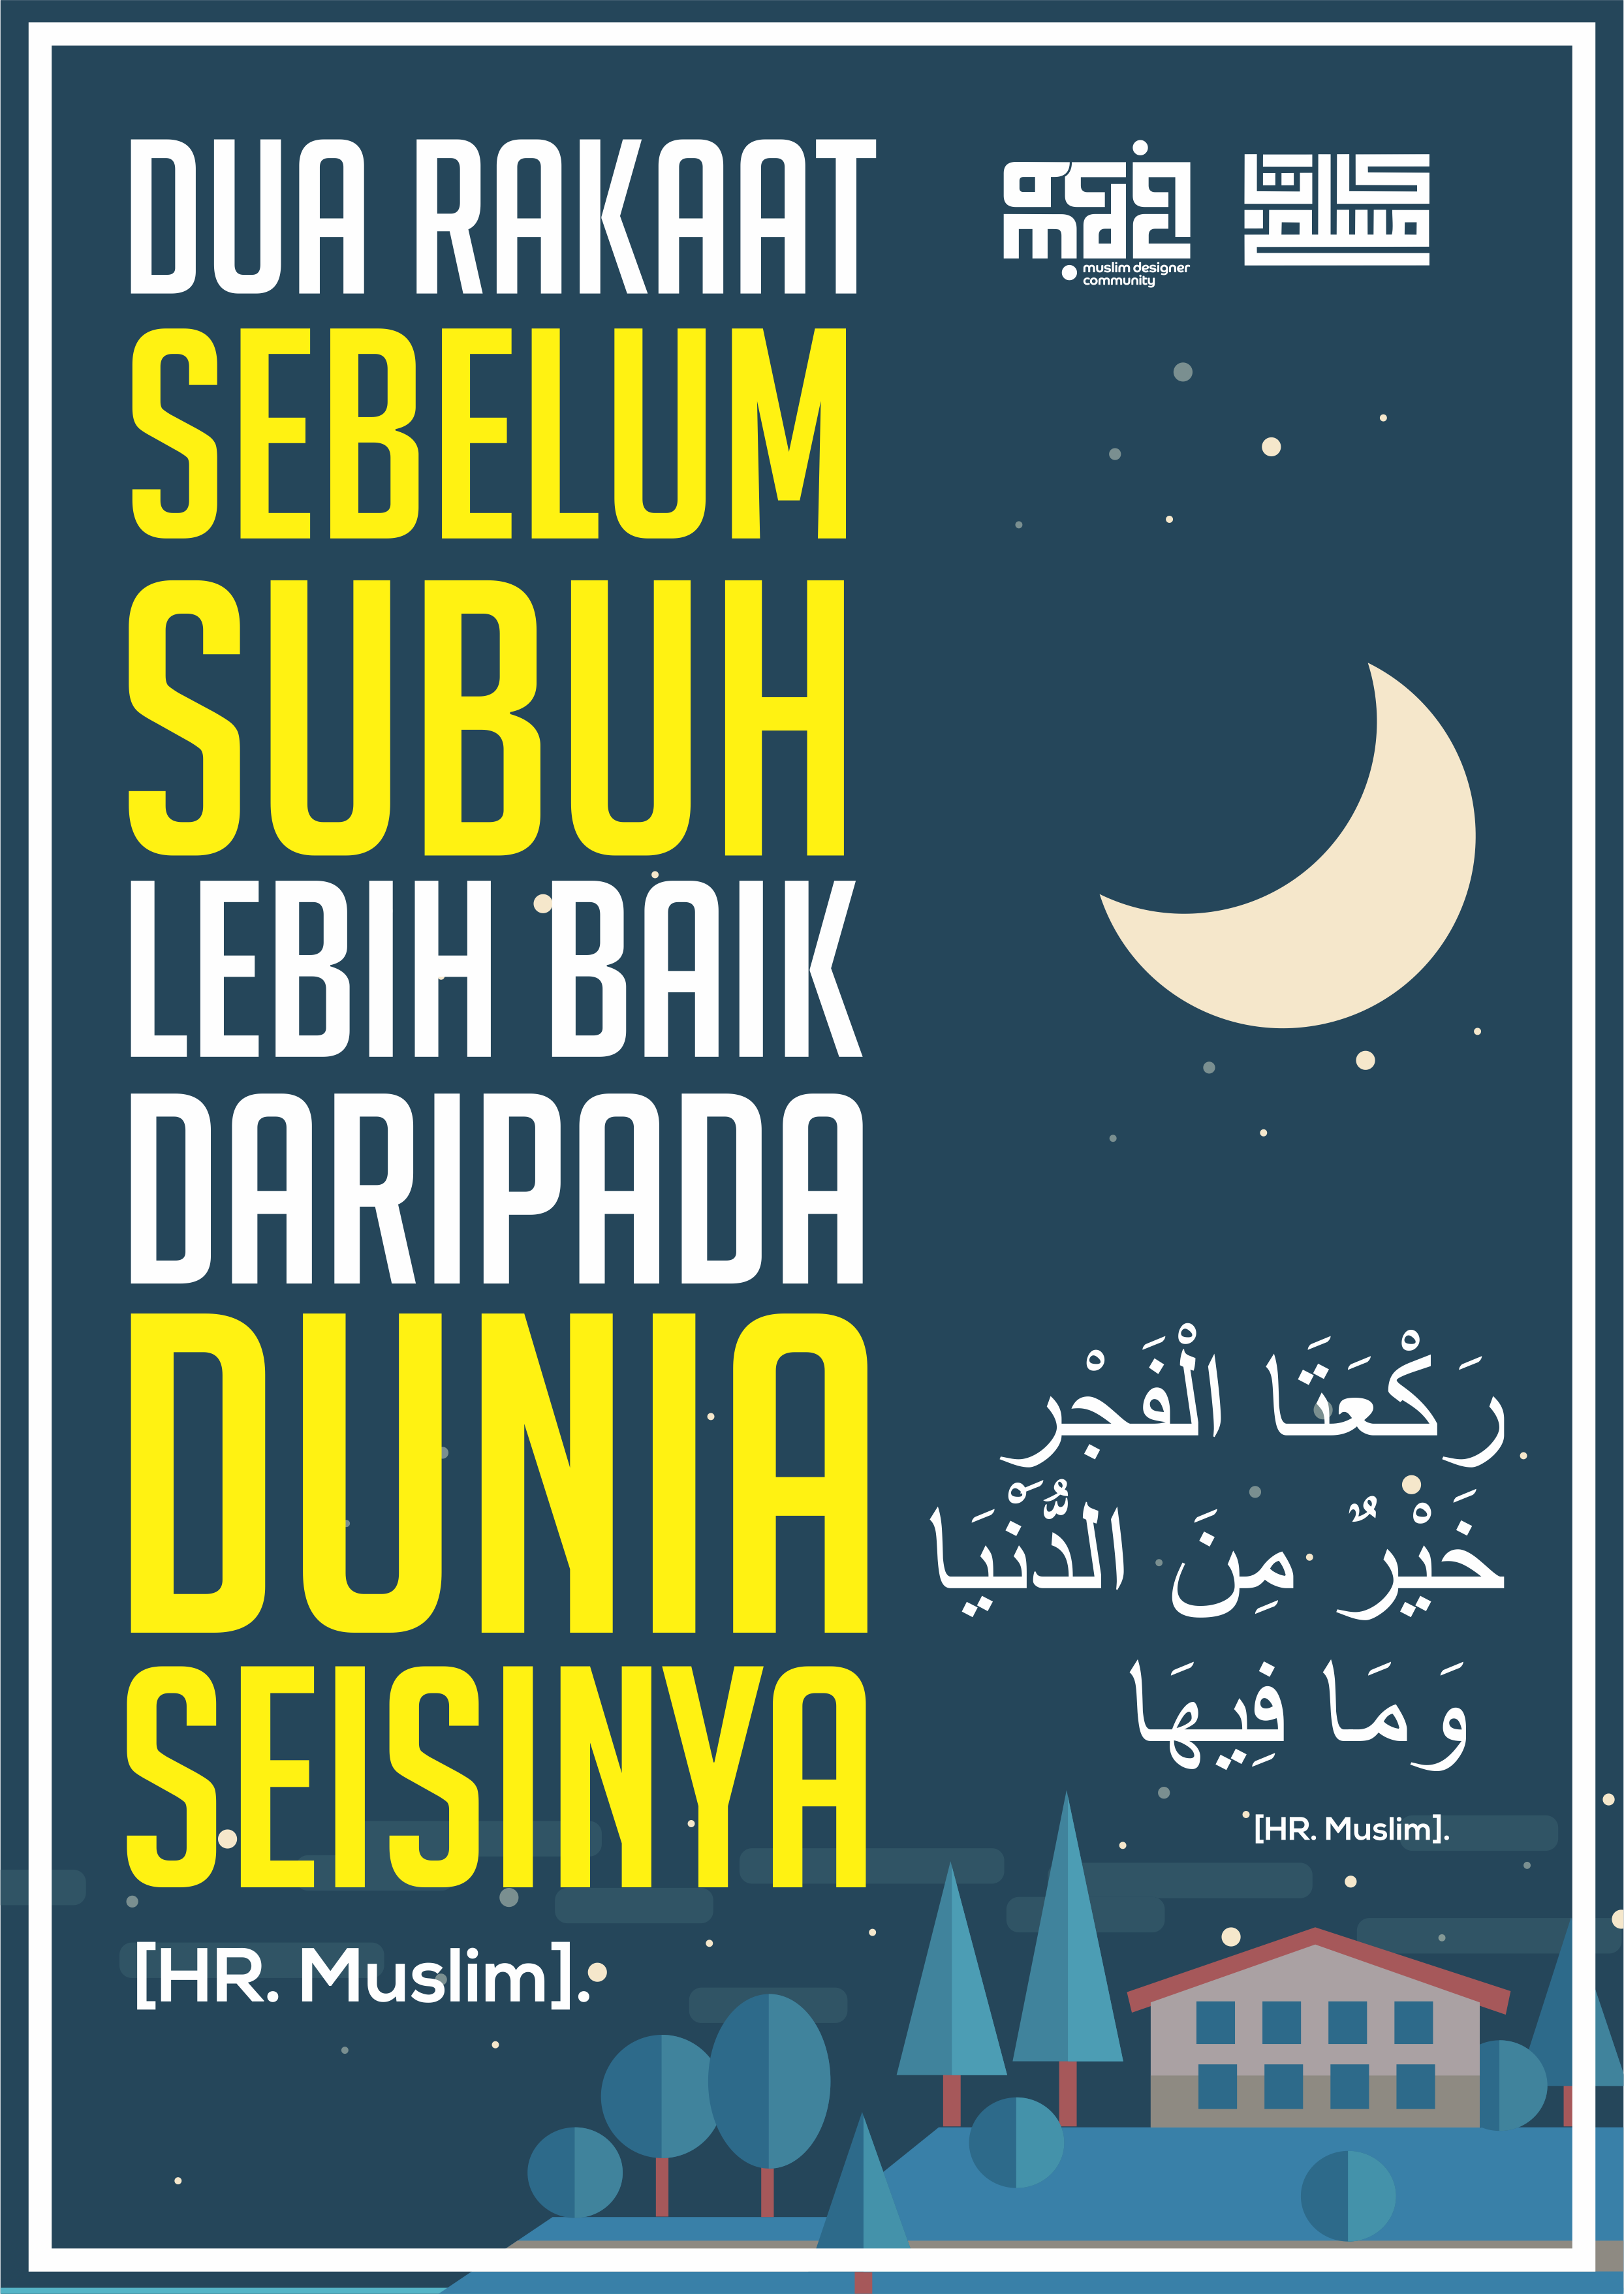 DUA RAKAAT
SEBELUM
SUBUH
LEBIH BAIK
DARIPADA
DUNIA
SEISINYA
[HR. Muslim].
muslim designer
community
رَكْعَتَا الْفَجْرِ
خَيْرٌ مِنَ الدُّنْيَا
وَمَا فِيهَا
[HR. Muslim].